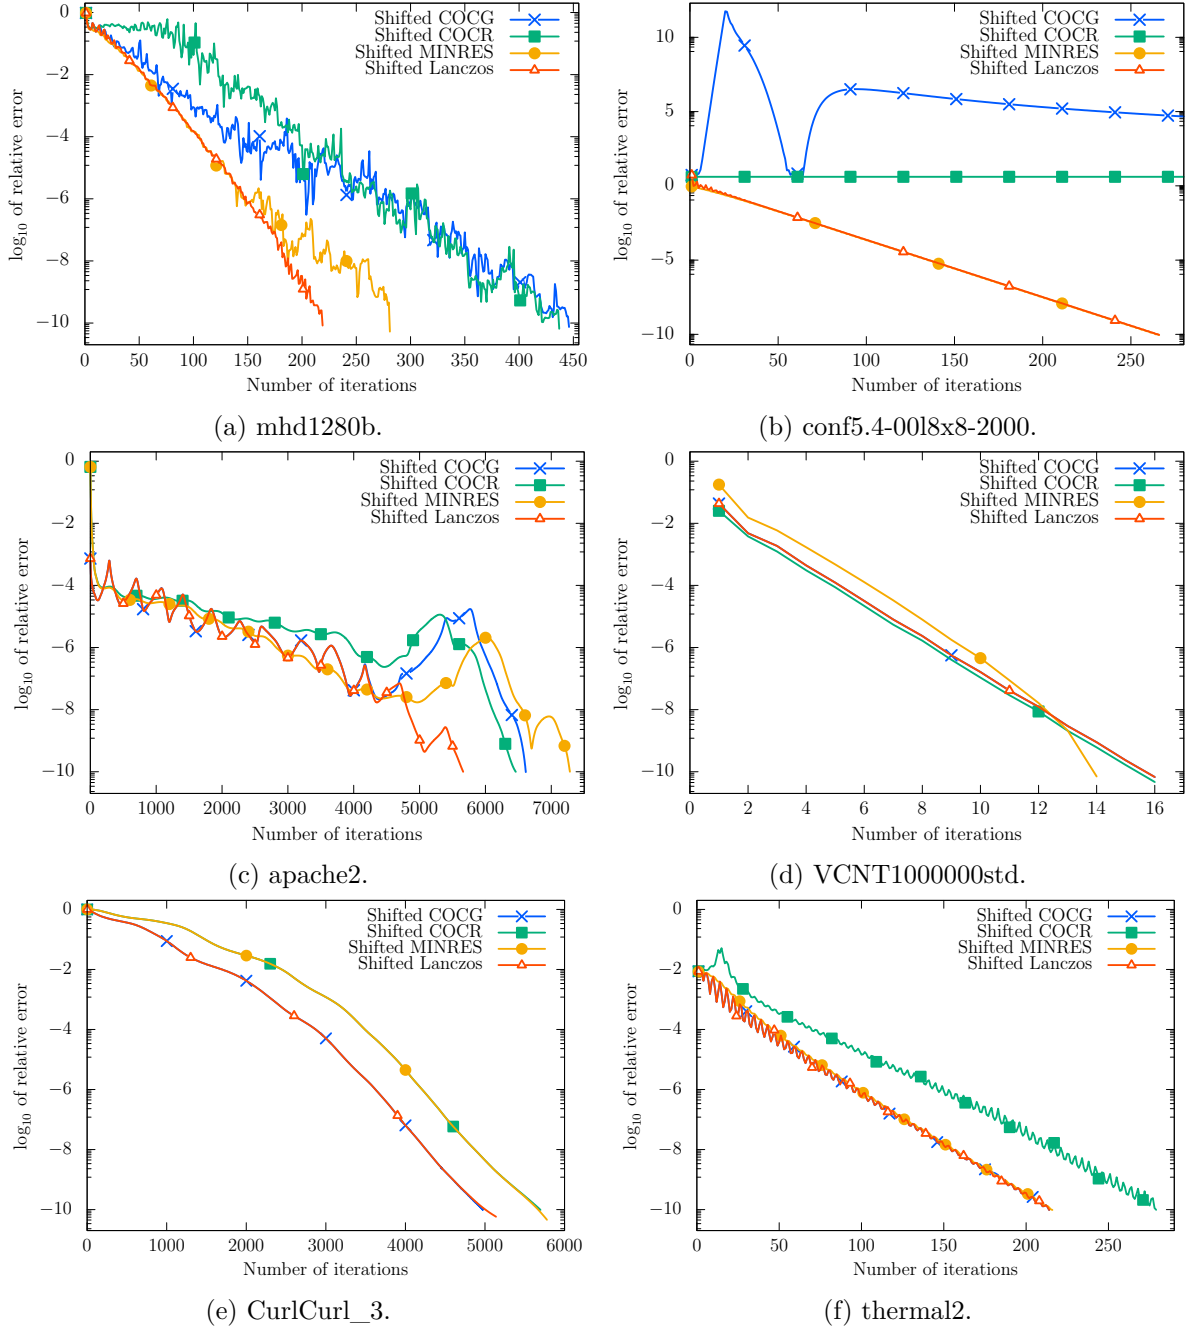 Shifted COCG
Shifted COCR
Shifted MINRES
Shifted Lanczos
log10 of relative error
0
−2
−4
−6
−8
−10
0 50 100 150 200 250 300 350 400 450
Number of iterations
(a) mhd1280b.
Shifted COCG
Shifted COCR
Shifted MINRES
Shifted Lanczos
log10 of relative error
10
5
0
−5
−10
0 50 100 150 200 250
Number of iterations
(b) conf5.4-00l8x8-2000.
Shifted COCG
Shifted COCR
Shifted MINRES
Shifted Lanczos
log10 of relative error
0
−2
−4
−6
−8
−10
0 1000 2000 3000 4000 5000 6000 7000
Number of iterations
(c) apache2.
Shifted COCG
Shifted COCR
Shifted MINRES
Shifted Lanczos
log10 of relative error
0
−2
−4
−6
−8
−10
0 2 4 6 8 10 12 14 16
Number of iterations
(d) VCNT1000000std.
Shifted COCG
Shifted COCR
Shifted MINRES
Shifted Lanczos
log10 of relative error
0
−2
−4
−6
−8
−10
0 1000 2000 3000 4000 5000 6000
Number of iterations
(e) CurlCurl_3.
Shifted COCG
Shifted COCR
Shifted MINRES
Shifted Lanczos
log10 of relative error
0
−2
−4
−6
−8
−10
0 50 100 150 200 250
Number of iterations
(f) thermal2.